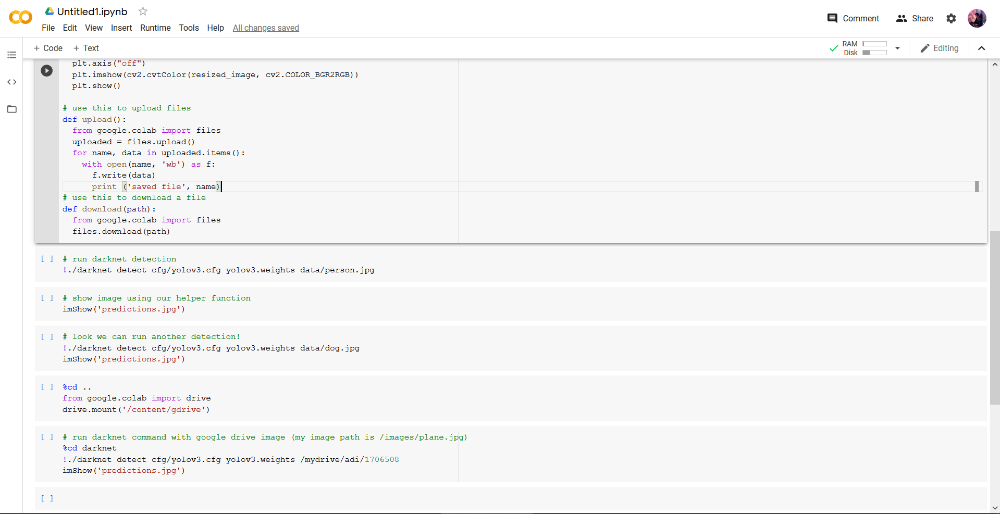 Untitled1.ipynb
File Edit View Insert Runtime Tools Help All changes saved
Comment Share
+ Code + Text
RAM
Disk
Editing
plt.axis("off")
plt.imshow(cv2.cvtColor(resized_image, cv2.COLOR_BGR2RGB))
plt.show()
# use this to upload files
def upload():
from google.colab import files
uploaded = files.upload()
for name, data in uploaded.items():
with open(name, 'wb') as f:
f.write(data)
print ('saved file', name)
# use this to download a file
def download(path):
from google.colab import files
files.download(path)
[ ] # run darknet detection
!./darknet detect cfg/yolov3.cfg yolov3.weights data/person.jpg
[ ] # show image using our helper function
imShow('predictions.jpg')
[ ] # look we can run another detection!
!./darknet detect cfg/yolov3.cfg yolov3.weights data/dog.jpg
imShow('predictions.jpg')
[ ] %cd ..
from google.colab import drive
drive.mount('/content/gdrive')
[ ] # run darknet command with google drive image (my image path is /images/plane.jpg)
%cd darknet
!./darknet detect cfg/yolov3.cfg yolov3.weights /mydrive/adi/1706508
imShow('predictions.jpg')
[ ]